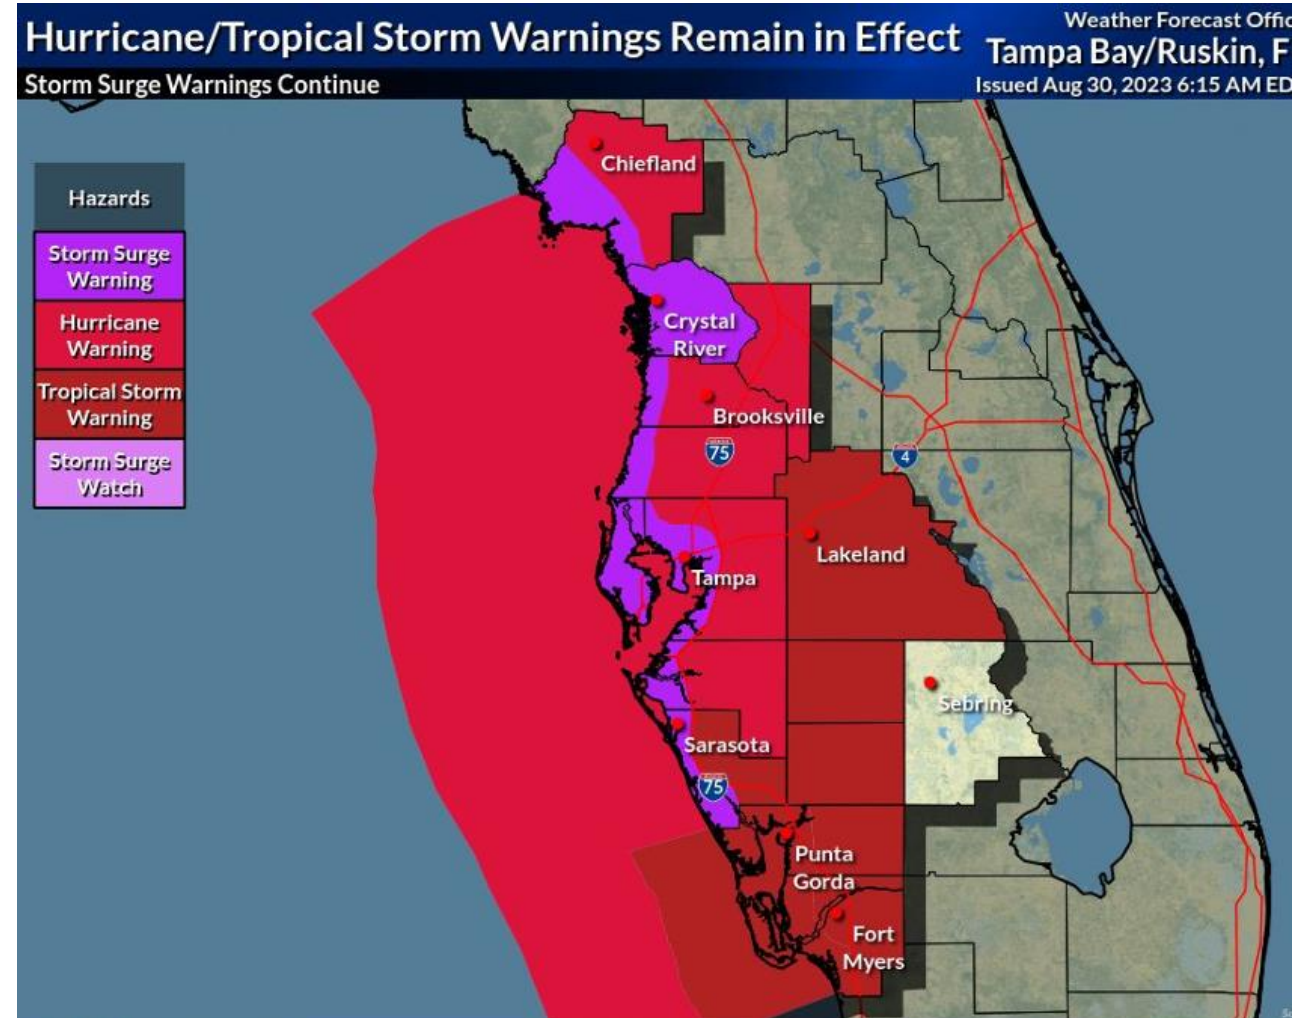 Hurricane/Tropical Storm Warnings Remain in Effect
Storm Surge Warnings Continue
Weather Forecast Offic
Tampa Bay/Ruskin, F
Issued Aug 30, 2023 6:15 AM ED
Hazards
Storm Surge
Warning
Hurricane
Warning
Tropical Storm
Warning
Storm Surge
Watch
Chiefland
Crystal
River
Brooksville
75
4
Lakeland
Tampa
Sebring
Sarasota
75
Punta
Gorda
Fort
Myers